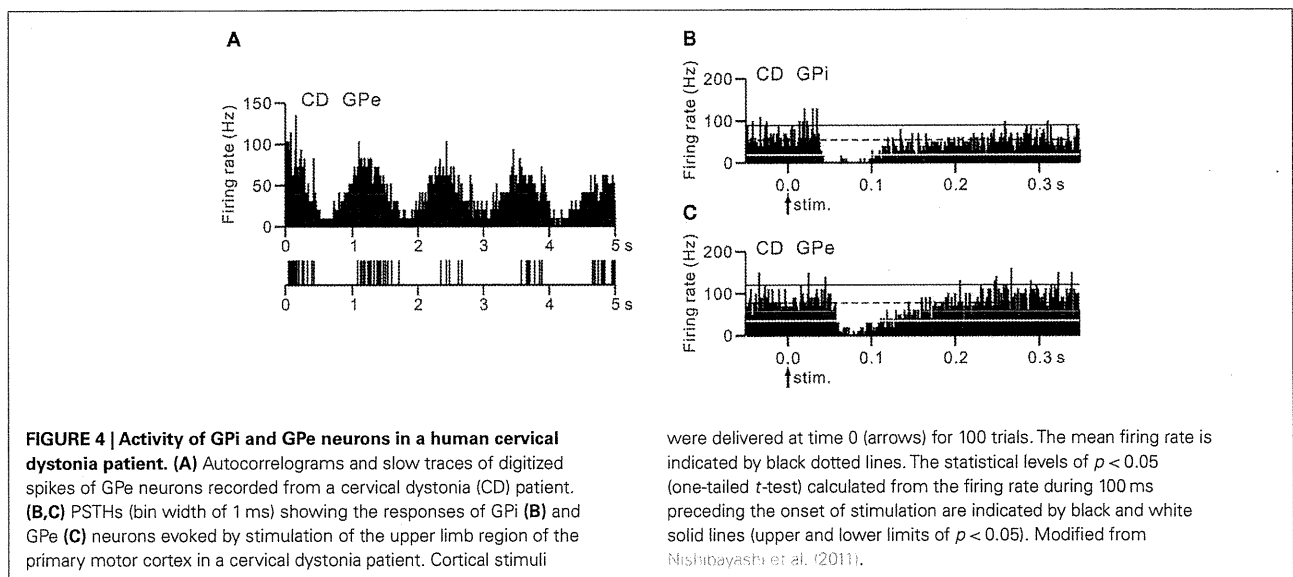 A
CD GPe
Firing rate (Hz)
150
100
50
0
0 1 2 3 4 5 s
0 1 2 3 4 5 s
B
CD GPi
Firing rate (Hz)
200
100
0
0.0 0.1 0.2 0.3 s
stim.
C
CD GPe
Firing rate (Hz)
200
100
0
0.0 0.1 0.2 0.3 s
stim.
FIGURE 4 | Activity of GPi and GPe neurons in a human cervical
dystonia patient. (A) Autocorrelograms and slow traces of digitized
spikes of GPe neurons recorded from a cervical dystonia (CD) patient.
(B,C) PSTHs (bin width of 1 ms) showing the responses of GPi (B) and
GPe (C) neurons evoked by stimulation of the upper limb region of the
primary motor cortex in a cervical dystonia patient. Cortical stimuli
were delivered at time 0 (arrows) for 100 trials. The mean firing rate is
indicated by black dotted lines. The statistical levels of p < 0.05
(one-tailed t-test) calculated from the firing rate during 100 ms
preceding the onset of stimulation are indicated by black and white
solid lines (upper and lower limits of p < 0.05). Modified from
Nishibayashi et al. (2011).